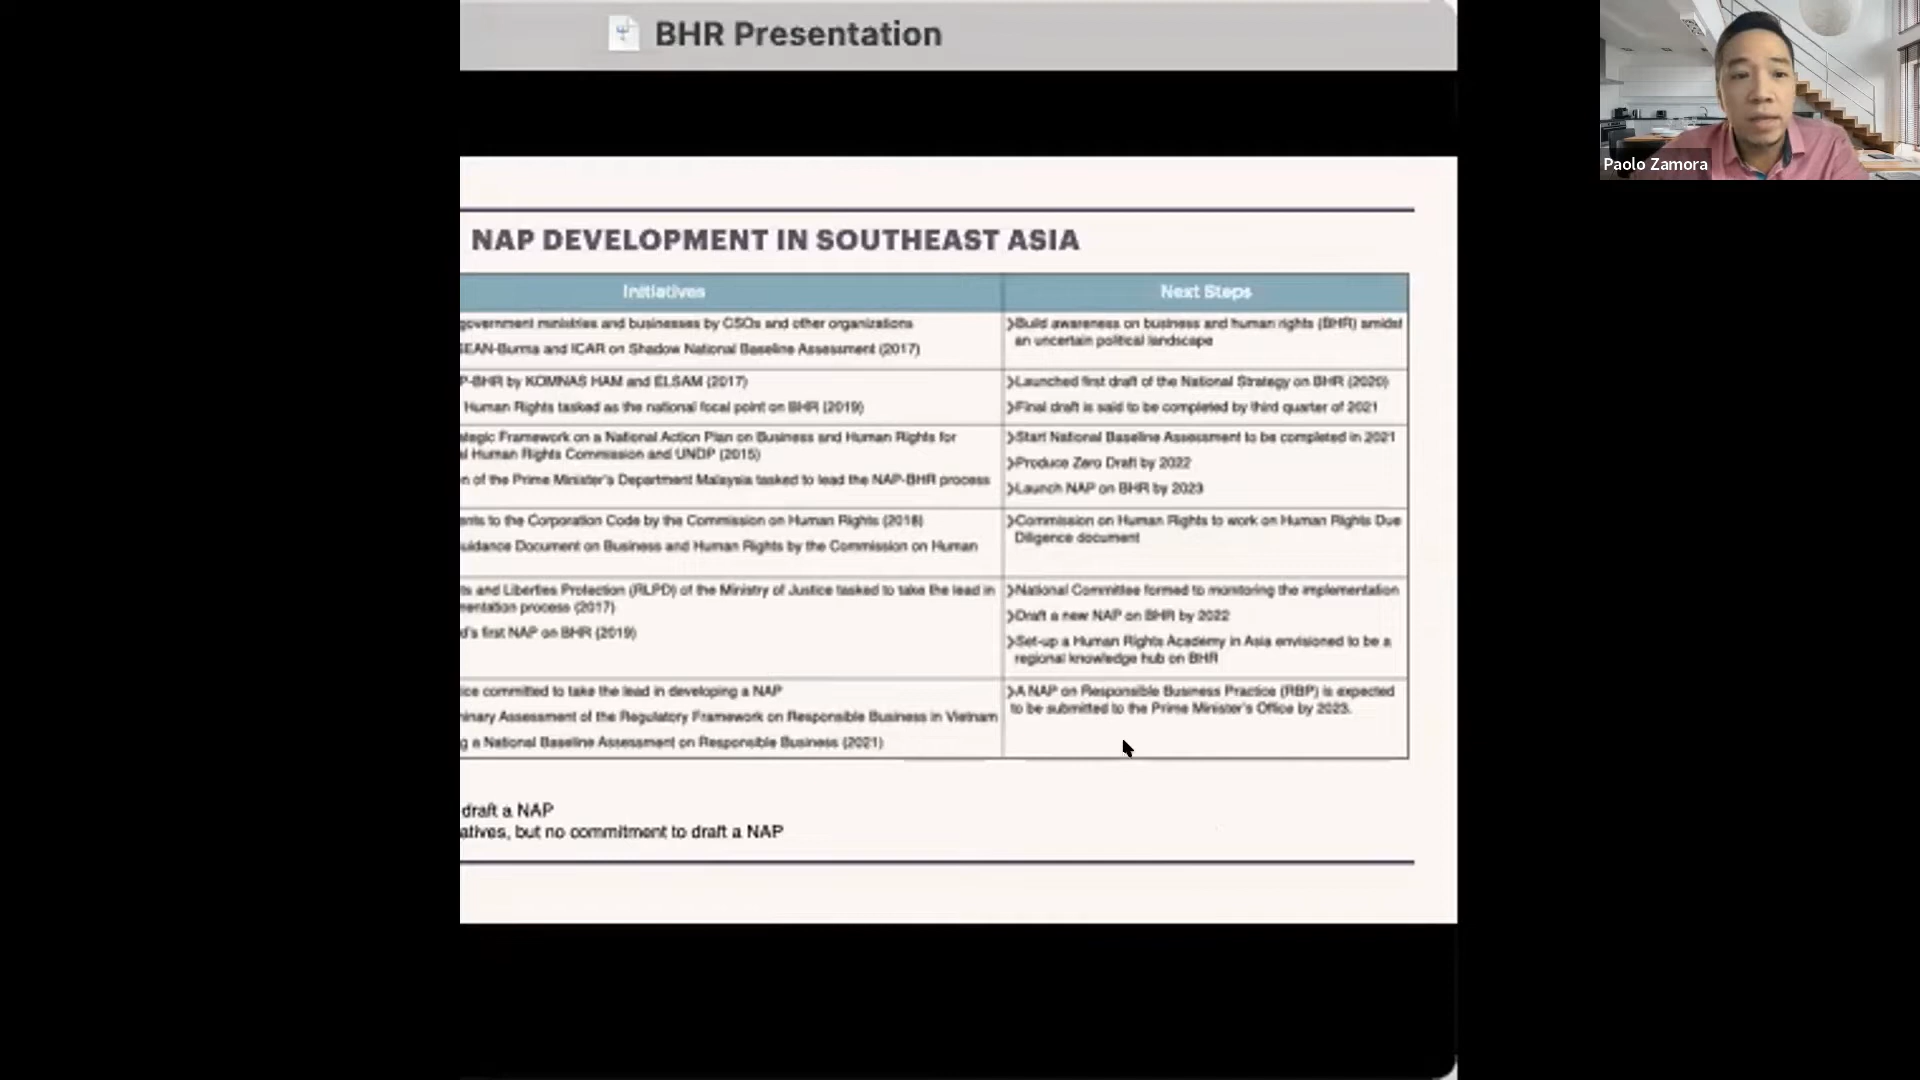 BHR Presentation
Paolo Zamora
NAP DEVELOPMENT IN SOUTHEAST ASIA
Initiatives
Next Steps
government ministries and businesses by CSOs and other organizations
SEAN-Burma and ICAR on Shadow National Baseline Assessment (2017)
❯Build awareness on business and human rights (BHR) amidst
an uncertain political landscape
P-BHR by KOMNAS HAM and ELSAM (2017)
Human Rights tasked as the national focal point on BHR (2019)
❯Launched first draft of the National Strategy on BHR (2020)
❯Final draft is said to be completed by third quarter of 2021
ategic Framework on a National Action Plan on Business and Human Rights for
l Human Rights Commission and UNDP (2015)
n of the Prime Minister's Department Malaysia tasked to lead the NAP-BHR process
❯Start National Baseline Assessment to be completed in 2021
❯Produce Zero Draft by 2022
❯Launch NAP on BHR by 2023
ents to the Corporation Code by the Commission on Human Rights (2018)
uidance Document on Business and Human Rights by the Commission on Human
❯Commission on Human Rights to work on Human Rights Due
Diligence document
ts and Liberties Protection (RLPD) of the Ministry of Justice tasked to take the lead in
mentation process (2017)
d's first NAP on BHR (2019)
❯National Committee formed to monitoring the implementation
❯Draft a new NAP on BHR by 2022
❯Set-up a Human Rights Academy in Asia envisioned to be a
regional knowledge hub on BHR
ice committed to take the lead in developing a NAP
inary Assessment of the Regulatory Framework on Responsible Business in Vietnam
g a National Baseline Assessment on Responsible Business (2021)
❯A NAP on Responsible Business Practice (RBP) is expected
to be submitted to the Prime Minister's Office by 2023.
draft a NAP
atives, but no commitment to draft a NAP